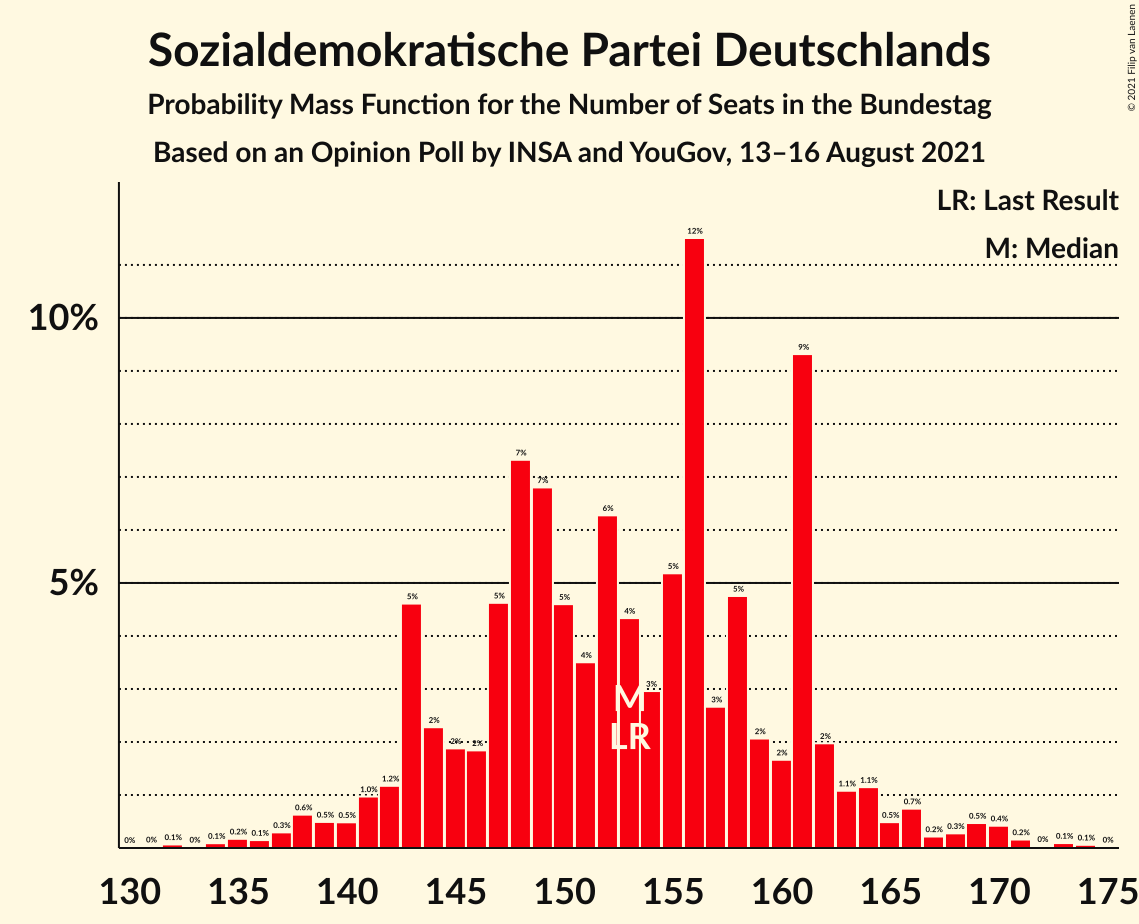 © 2021 Filip van Laenen
Sozialdemokratische Partei Deutschlands
Probability Mass Function for the Number of Seats in the Bundestag
Based on an Opinion Poll by INSA and YouGov, 13–16 August 2021
LR: Last Result
M: Median
10%
5%
0% 0% 0.1% 0% 0.1% 0.2% 0.1% 0.3% 0.6% 0.5% 0.5% 1.0% 1.2% 5% 2% 2% 2% 5% 7% 7% 5% 4% 6% 4% 3% 5% 12% 3% 5% 2% 2% 9% 2% 1.1% 1.1% 0.5% 0.7% 0.2% 0.3% 0.5% 0.4% 0.2% 0% 0.1% 0.1% 0%
M
LR
130 135 140 145 150 155 160 165 170 175